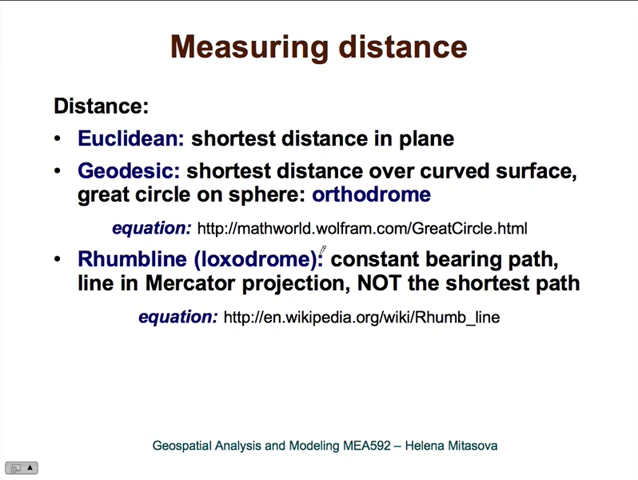 Measuring distance
Distance:
• Euclidean: shortest distance in plane
• Geodesic: shortest distance over curved surface,
great circle on sphere: orthodrome
equation: http://mathworld.wolfram.com/GreatCircle.html
• Rhumbline (loxodrome): constant bearing path,
line in Mercator projection, NOT the shortest path
equation: http://en.wikipedia.org/wiki/Rhumb_line
Geospatial Analysis and Modeling MEA592 – Helena Mitasova